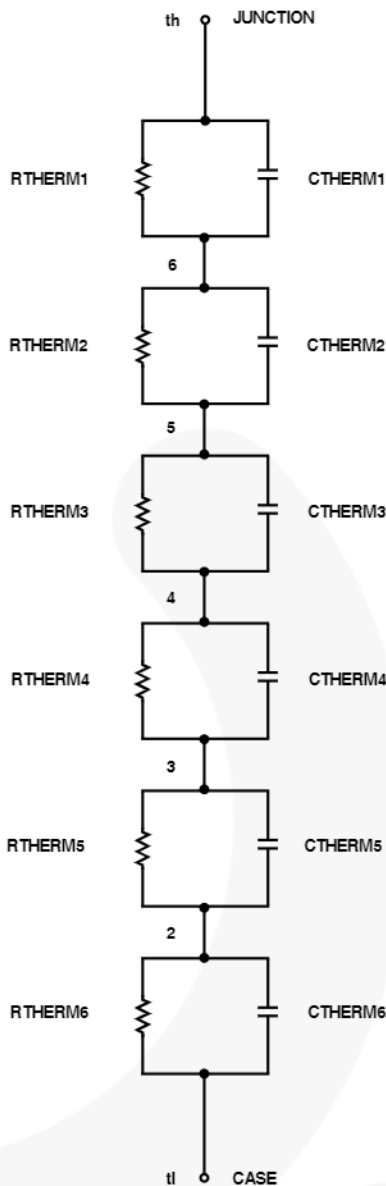 th JUNCTION
RTHERM1 CTHERM1
6
RTHERM2 CTHERM2
5
RTHERM3 CTHERM3
4
RTHERM4 CTHERM4
3
RTHERM5 CTHERM5
2
RTHERM6 CTHERM6
tl CASE